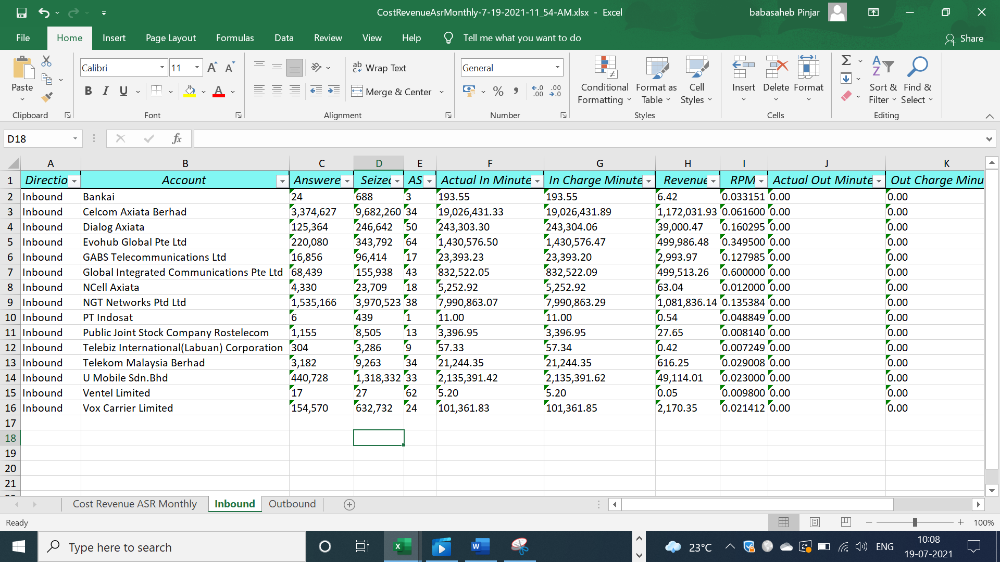 CostRevenueAsrMonthly-7-19-2021-11_54-AM.xlsx - Excel
babasaheb Pinjar
File Home Insert Page Layout Formulas Data Review View Help Tell me what you want to do Share
Calibri 11 Wrap Text General
Paste B I U Merge & Center % Conditional Formatting Format as Table Cell Styles Insert Delete Format Sort & Filter Find & Select
Clipboard Font Alignment Number Styles Cells Editing
D18 fx
A B C D E F G H I J K
1 Directio Account Answere Seized AS Actual In Minute In Charge Minute Revenue RPM Actual Out Minute Out Charge Minu
2 Inbound Bankai 24 688 3 193.55 193.55 6.42 0.033151 0.00 0.00
3 Inbound Celcom Axiata Berhad 3,374,627 9,682,260 34 19,026,431.33 19,026,431.89 1,172,031.93 0.061600 0.00 0.00
4 Inbound Dialog Axiata 125,364 246,642 50 243,303.30 243,304.06 39,000.47 0.160295 0.00 0.00
5 Inbound Evohub Global Pte Ltd 220,080 343,792 64 1,430,576.50 1,430,576.47 499,986.48 0.349500 0.00 0.00
6 Inbound GABS Telecommunications Ltd 16,856 96,414 17 23,393.23 23,393.20 2,993.97 0.127985 0.00 0.00
7 Inbound Global Integrated Communications Pte Ltd 68,439 155,938 43 832,522.05 832,522.09 499,513.26 0.600000 0.00 0.00
8 Inbound NCell Axiata 4,330 23,709 18 5,252.92 5,252.92 63.04 0.012000 0.00 0.00
9 Inbound NGT Networks Ptd Ltd 1,535,166 3,970,523 38 7,990,863.07 7,990,863.29 1,081,836.14 0.135384 0.00 0.00
10 Inbound PT Indosat 6 439 1 11.00 11.00 0.54 0.048849 0.00 0.00
11 Inbound Public Joint Stock Company Rostelecom 1,155 8,505 13 3,396.95 3,396.95 27.65 0.008140 0.00 0.00
12 Inbound Telebiz International(Labuan) Corporation 304 3,286 9 57.33 57.34 0.42 0.007249 0.00 0.00
13 Inbound Telekom Malaysia Berhad 3,182 9,263 34 21,244.35 21,244.35 616.25 0.029008 0.00 0.00
14 Inbound U Mobile Sdn.Bhd 440,728 1,318,332 33 2,135,391.42 2,135,391.62 49,114.01 0.023000 0.00 0.00
15 Inbound Ventel Limited 17 27 62 5.20 5.20 0.05 0.009800 0.00 0.00
16 Inbound Vox Carrier Limited 154,570 632,732 24 101,361.83 101,361.85 2,170.35 0.021412 0.00 0.00
17
18
19
20
21
Cost Revenue ASR Monthly Inbound Outbound
Ready 100%
Type here to search 23°C ENG 10:08
19-07-2021